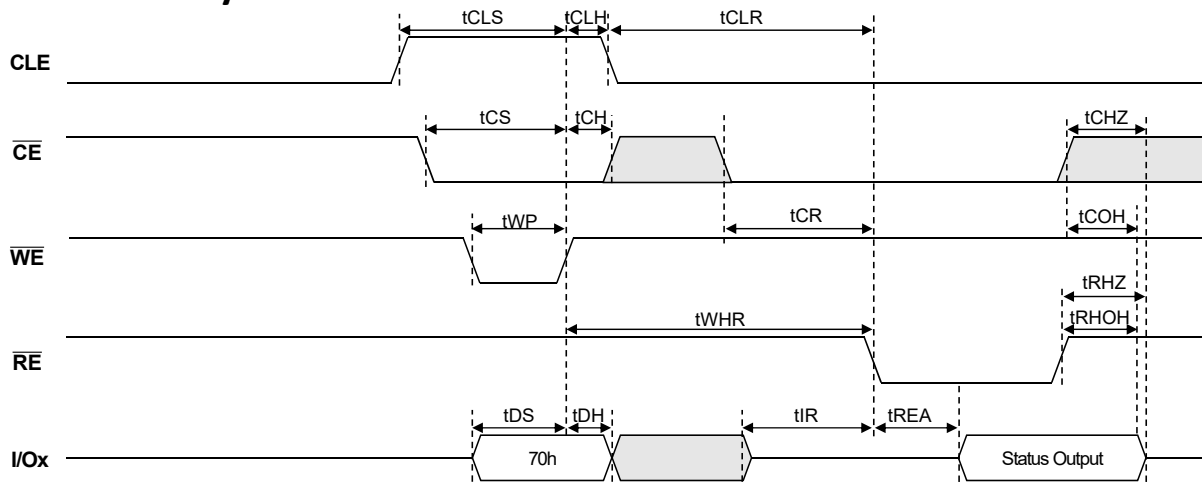 tCLS tCLH tCLR
CLE
tCS tCH tCHZ
CE
tWP tCR tCOH
WE
tRHZ
tWHR tRHOH
RE
tDS tDH tIR tREA
I/Ox 70h Status Output